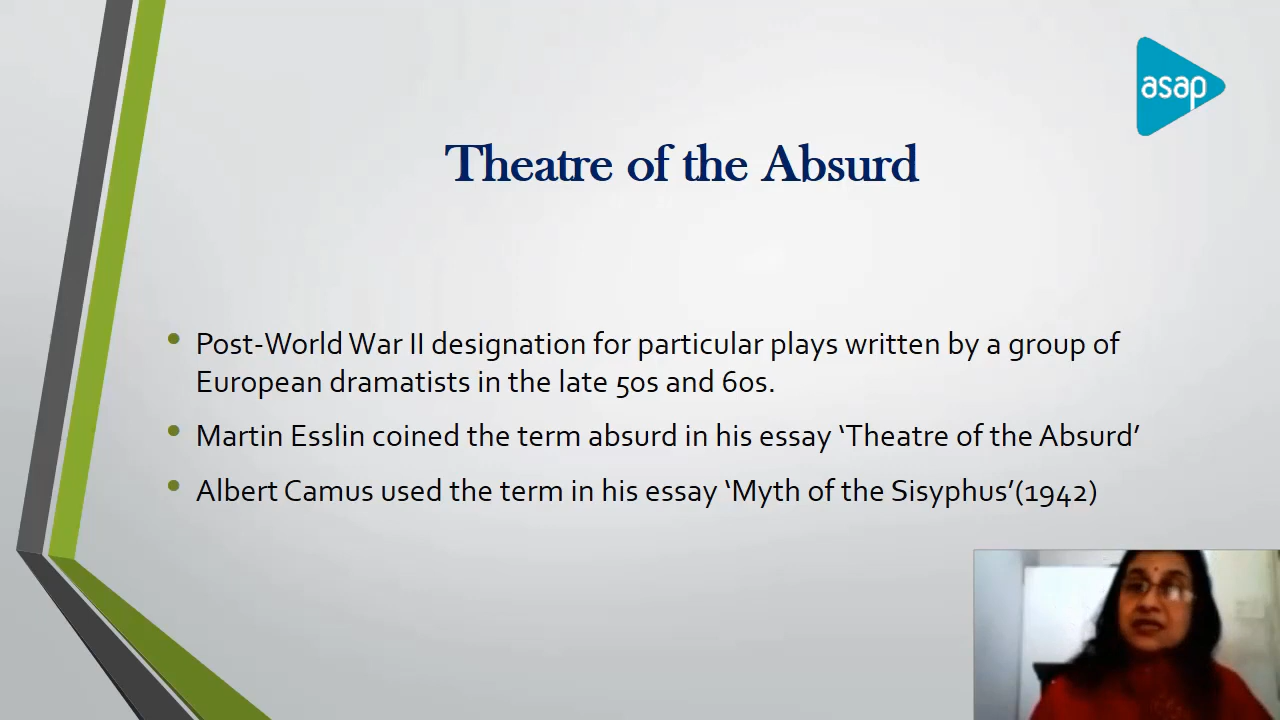 asap
Theatre of the Absurd
• Post-World War II designation for particular plays written by a group of
European dramatists in the late 50s and 60s.
• Martin Esslin coined the term absurd in his essay ‘Theatre of the Absurd’
• Albert Camus used the term in his essay ‘Myth of the Sisyphus’(1942)